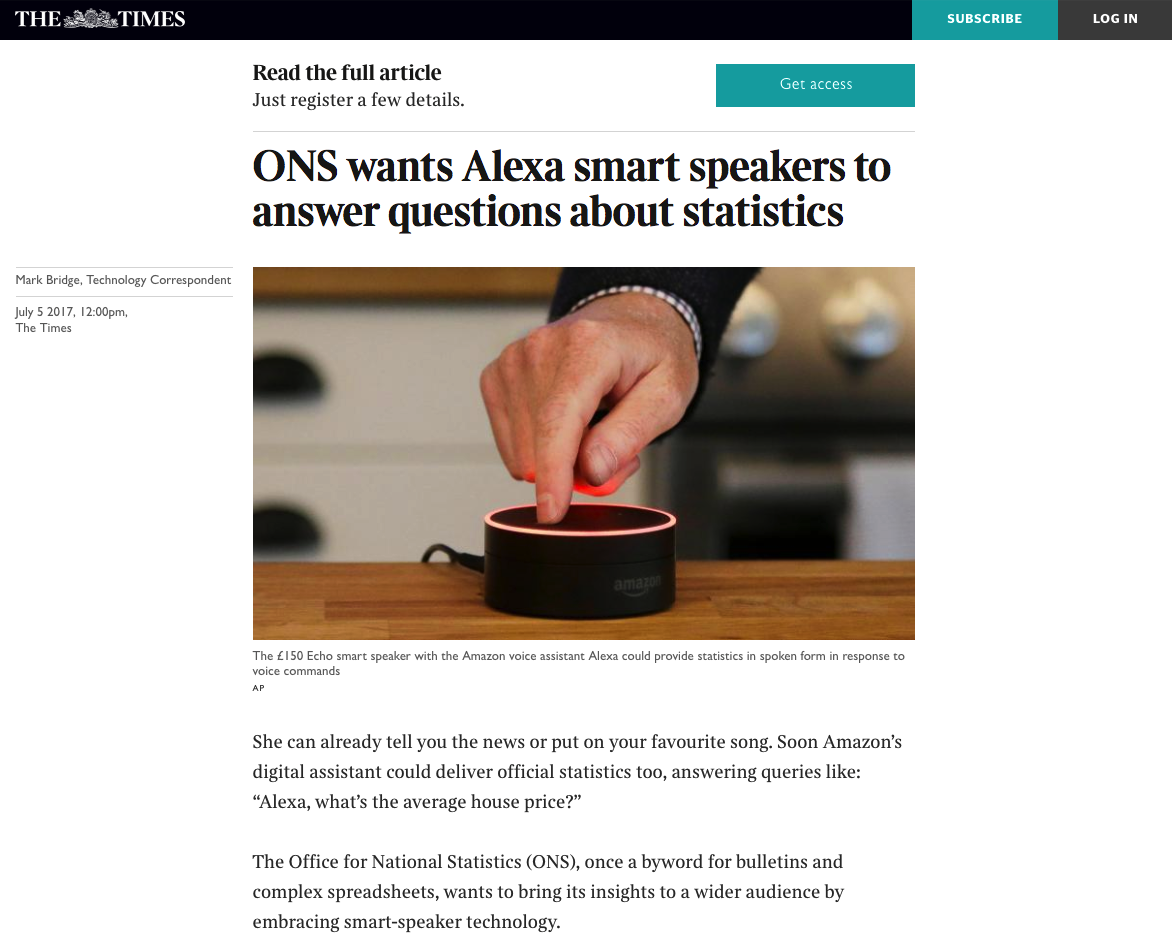 THE TIMES
SUBSCRIBE
LOG IN
Read the full article
Just register a few details.
Get access
ONS wants Alexa smart speakers to
answer questions about statistics
Mark Bridge, Technology Correspondent
July 5 2017, 12:00pm,
The Times
amazon
The £150 Echo smart speaker with the Amazon voice assistant Alexa could provide statistics in spoken form in response to
voice commands
AP
She can already tell you the news or put on your favourite song. Soon Amazon’s
digital assistant could deliver official statistics too, answering queries like:
“Alexa, what’s the average house price?”
The Office for National Statistics (ONS), once a byword for bulletins and
complex spreadsheets, wants to bring its insights to a wider audience by
embracing smart-speaker technology.